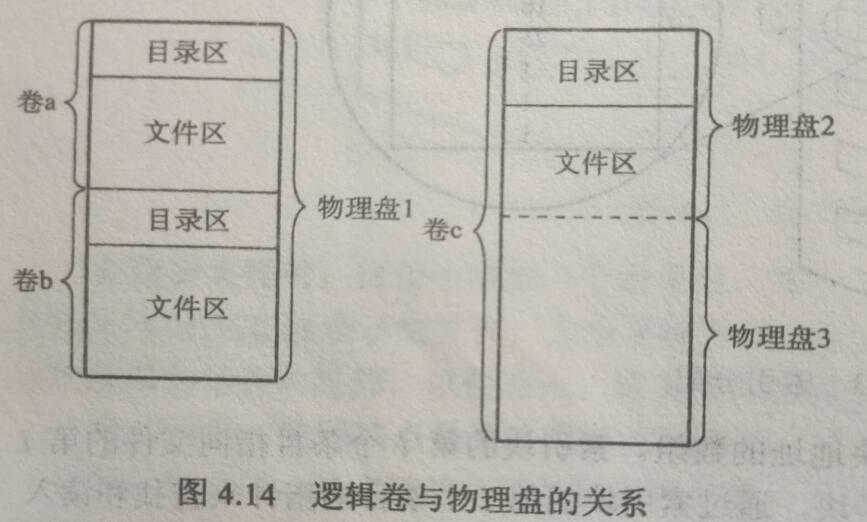 目录区
卷a
文件区
目录区
物理盘1
卷b
文件区
目录区
物理盘2
文件区
卷c
物理盘3
图 4.14 逻辑卷与物理盘的关系